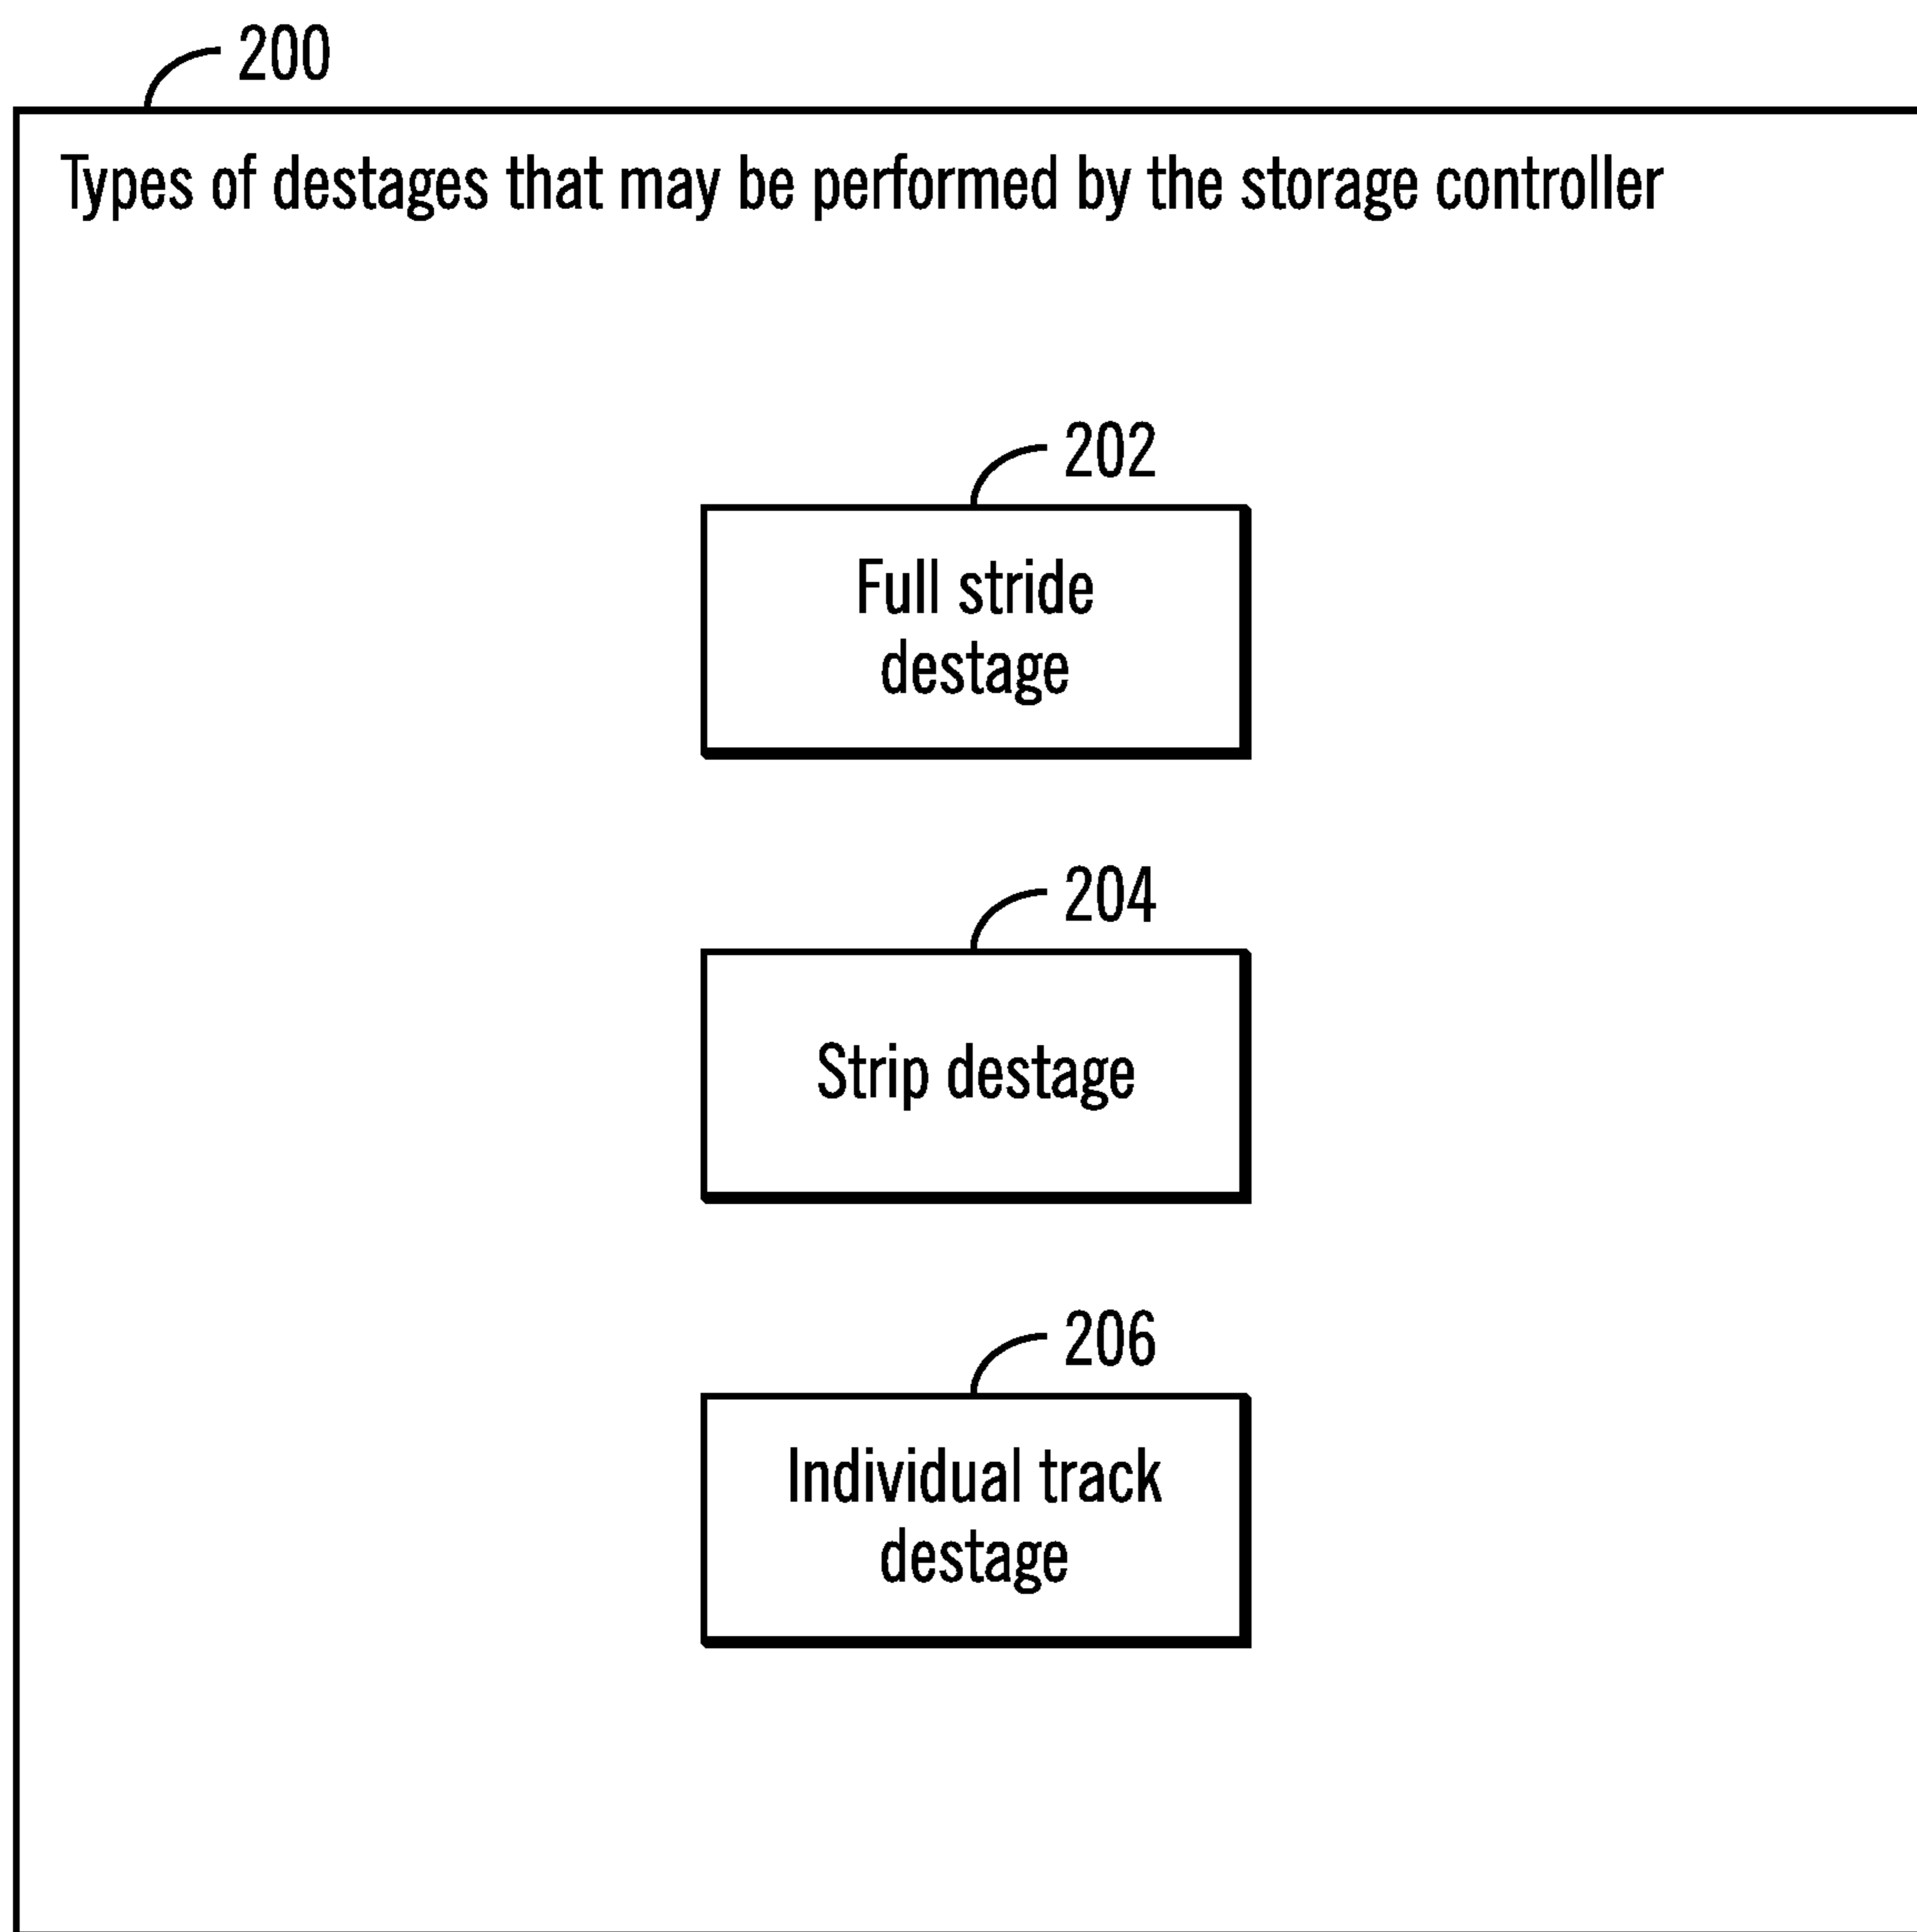 200
Types of destages that may be performed by the storage controller
202
Full stride
destage
204
Strip destage
206
Individual track
destage